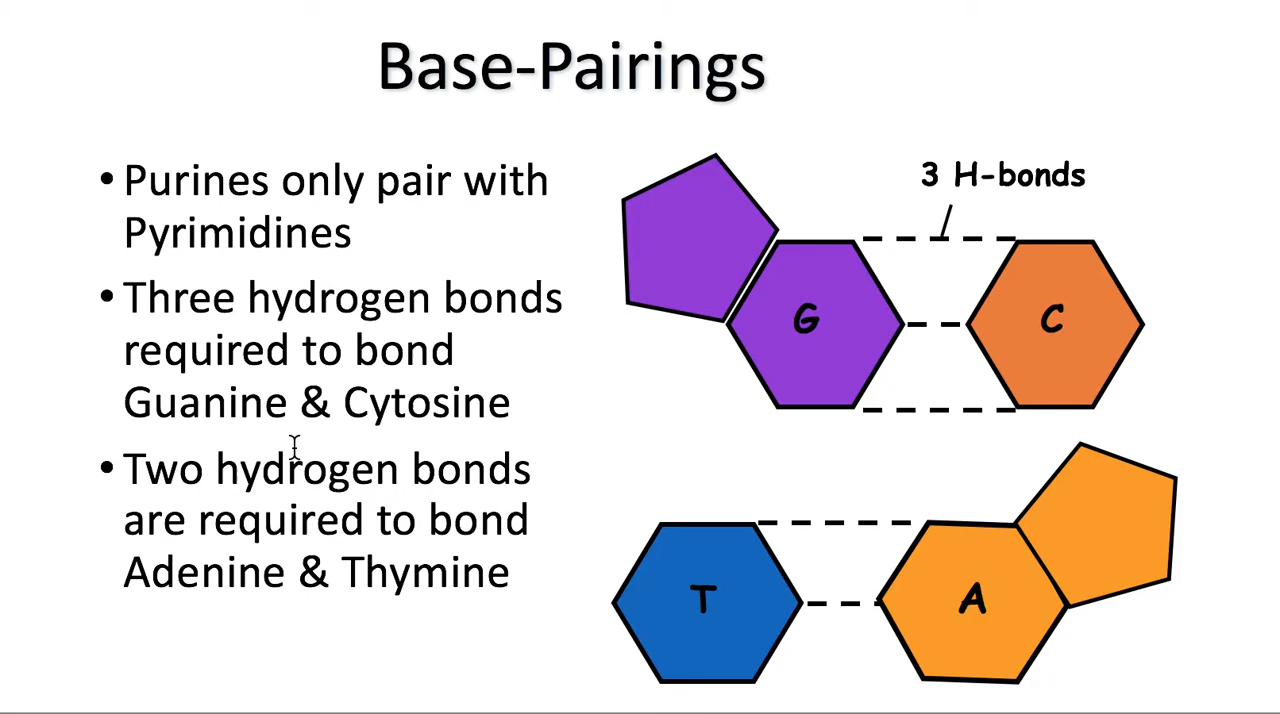 Base-Pairings
• Purines only pair with
Pyrimidines
• Three hydrogen bonds
required to bond
Guanine & Cytosine
• Two hydrogen bonds
are required to bond
Adenine & Thymine
3 H-bonds
G
C
T
A